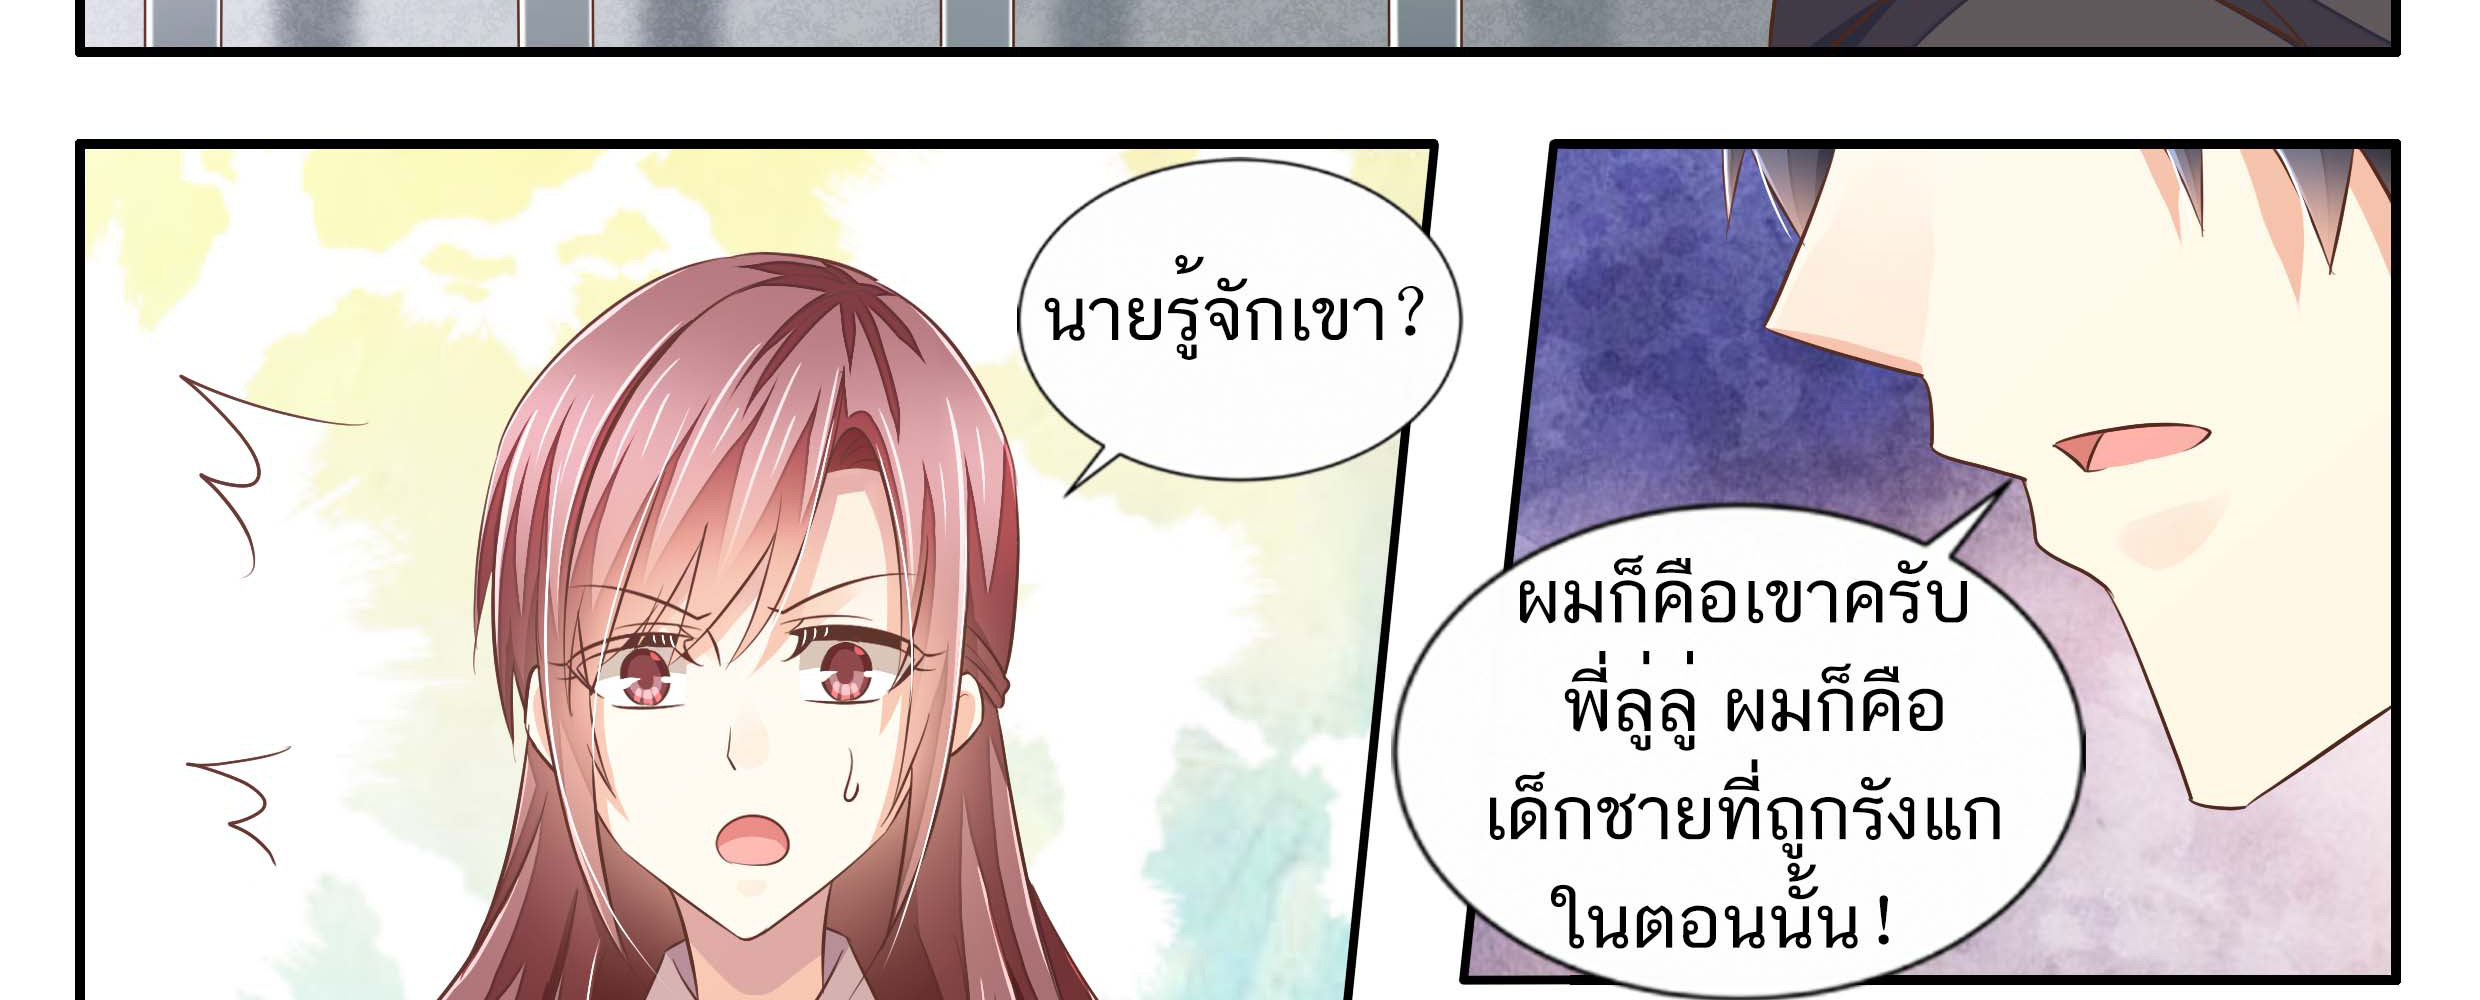 นายรู้จักเขา?
ผมก็คือเขาครับ
พี่ลู่ลู่ ผมก็คือ
เด็กชายที่ถูกรังแก
ในตอนนั้น!